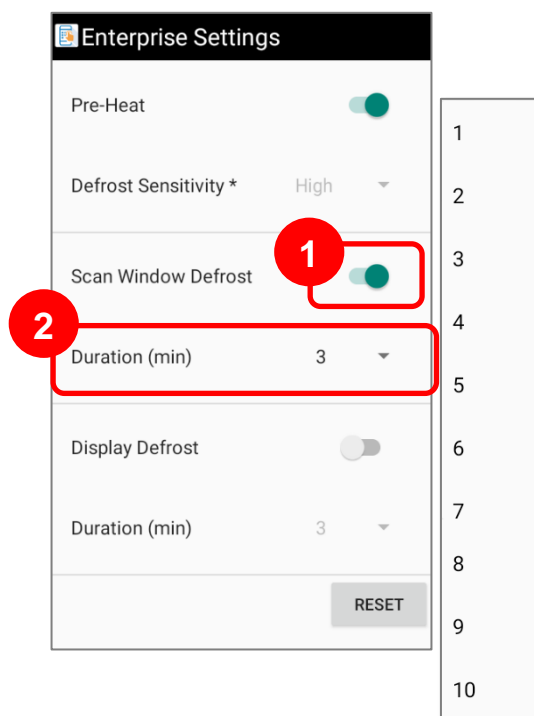 Enterprise Settings
Pre-Heat
Defrost Sensitivity * High
1
Scan Window Defrost
2
Duration (min) 3
Display Defrost
Duration (min) 3
RESET
1
2
3
4
5
6
7
8
9
10